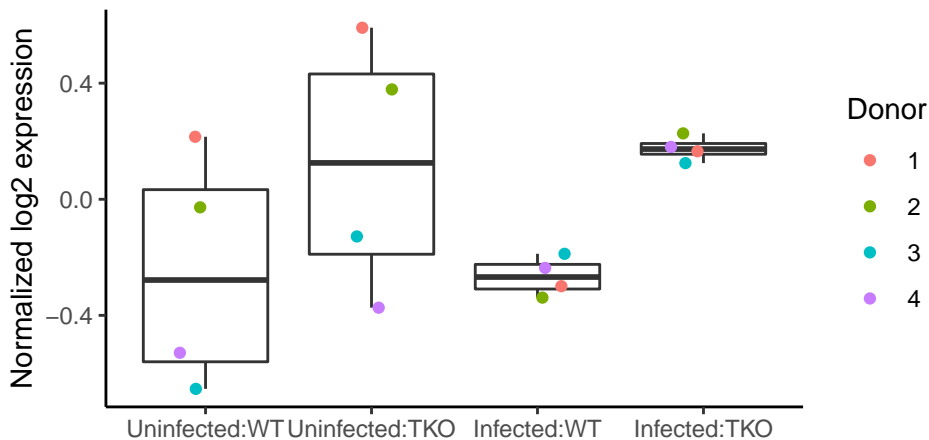 Normalized log2 expression
0.4
0.0
−0.4
Uninfected:WT
Uninfected:TKO
Infected:WT
Infected:TKO
Donor
1
2
3
4